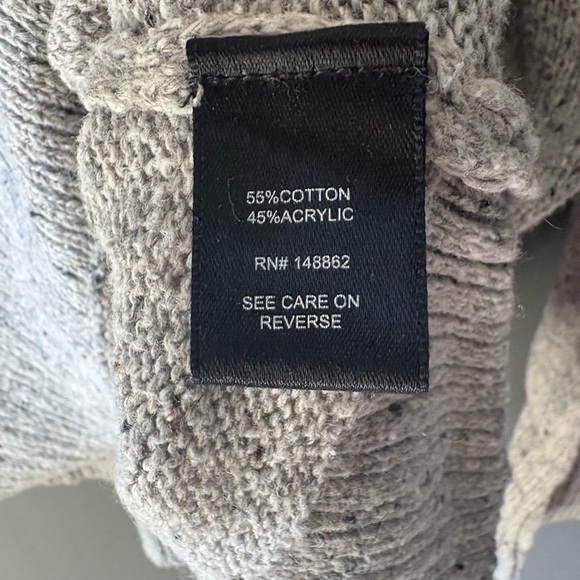 55%COTTON
45%ACRYLIC
RN# 148862
SEE CARE ON
REVERSE